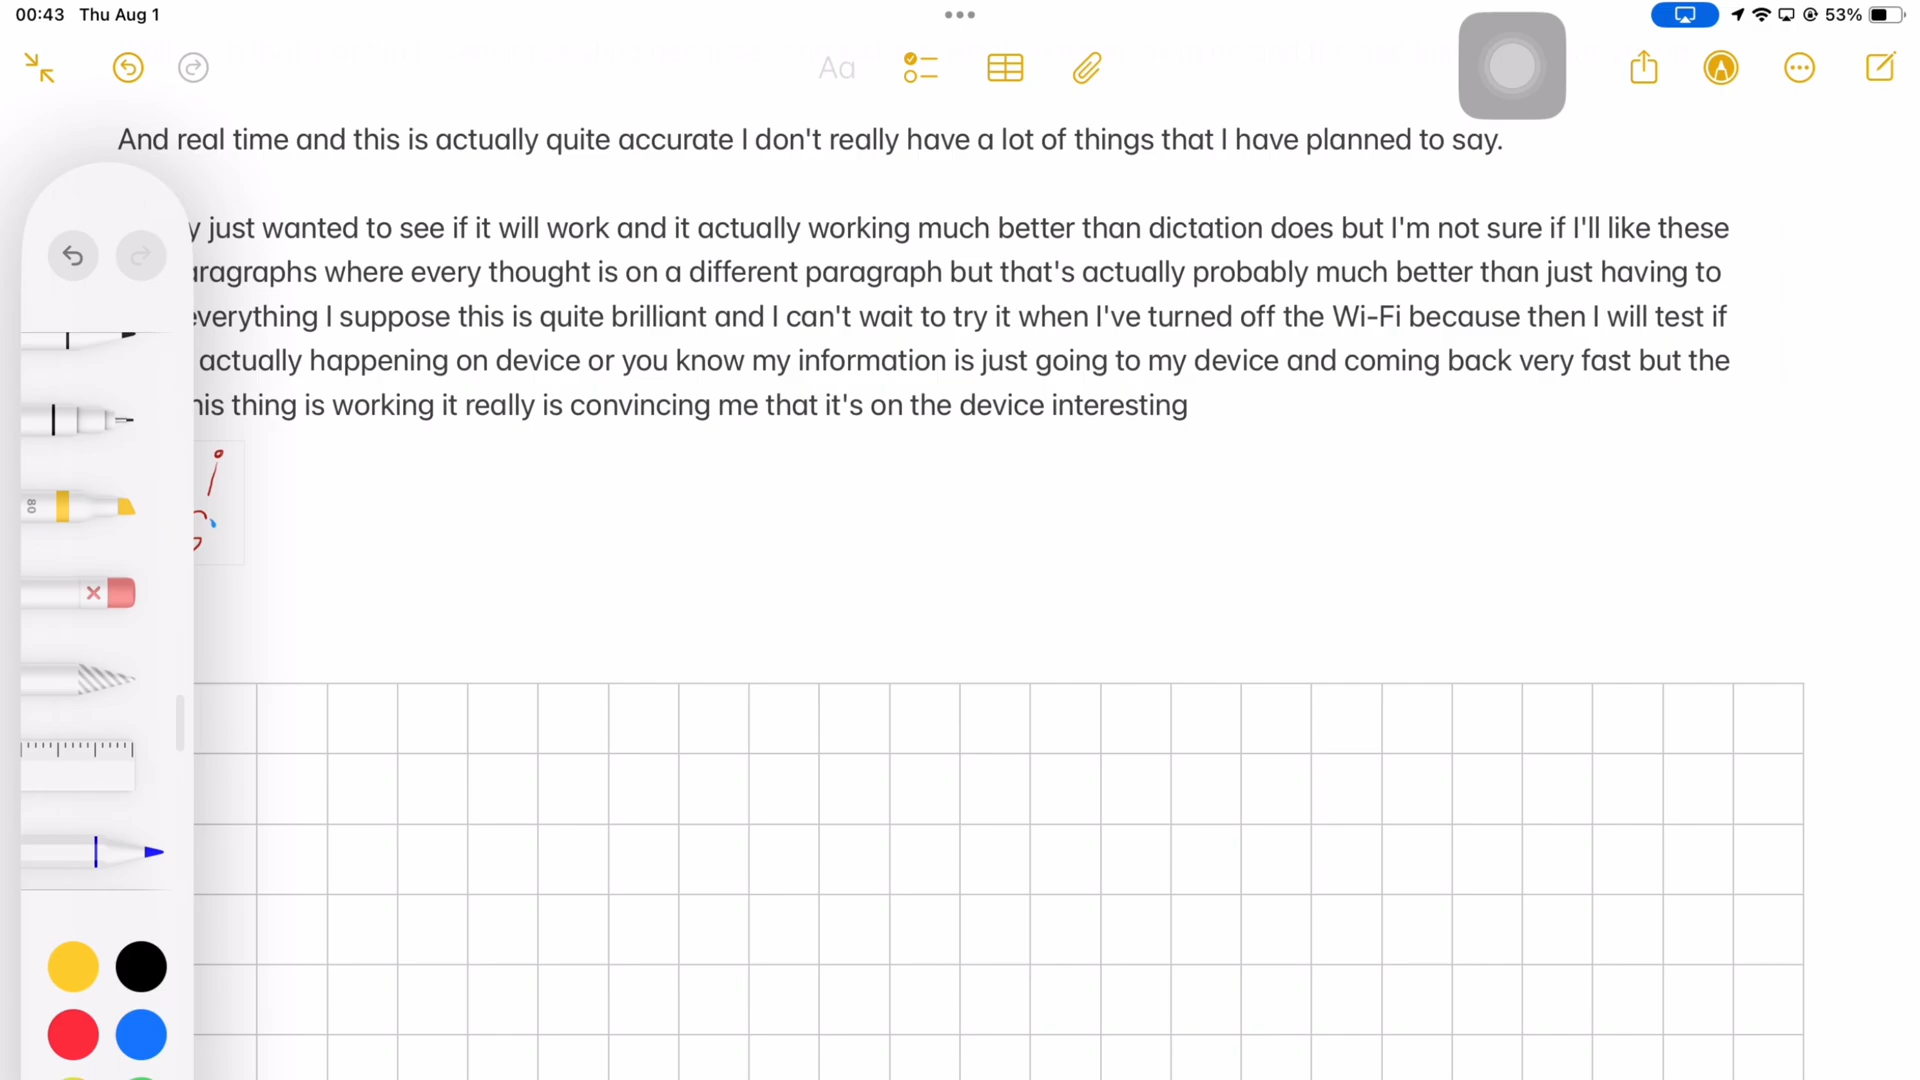 00:43 Thu Aug 1
53%
Aa
And real time and this is actually quite accurate I don't really have a lot of things that I have planned to say.
y just wanted to see if it will work and it actually working much better than dictation does but I'm not sure if I'll like these
ragraphs where every thought is on a different paragraph but that's actually probably much better than just having to
everything I suppose this is quite brilliant and I can't wait to try it when I've turned off the Wi-Fi because then I will test if
actually happening on device or you know my information is just going to my device and coming back very fast but the
his thing is working it really is convincing me that it's on the device interesting
80